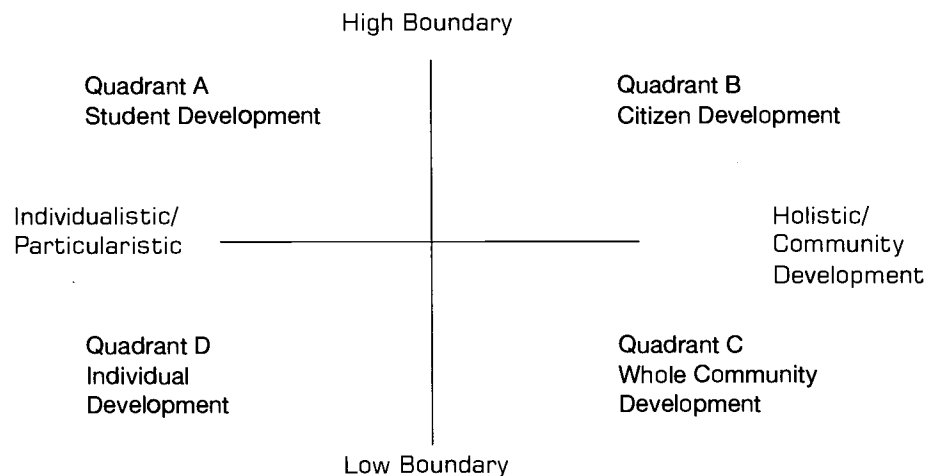 High Boundary
Quadrant A
Student Development
Quadrant B
Citizen Development
Individualistic/
Particularistic
Holistic/
Community
Development
Quadrant D
Individual
Development
Quadrant C
Whole Community
Development
Low Boundary